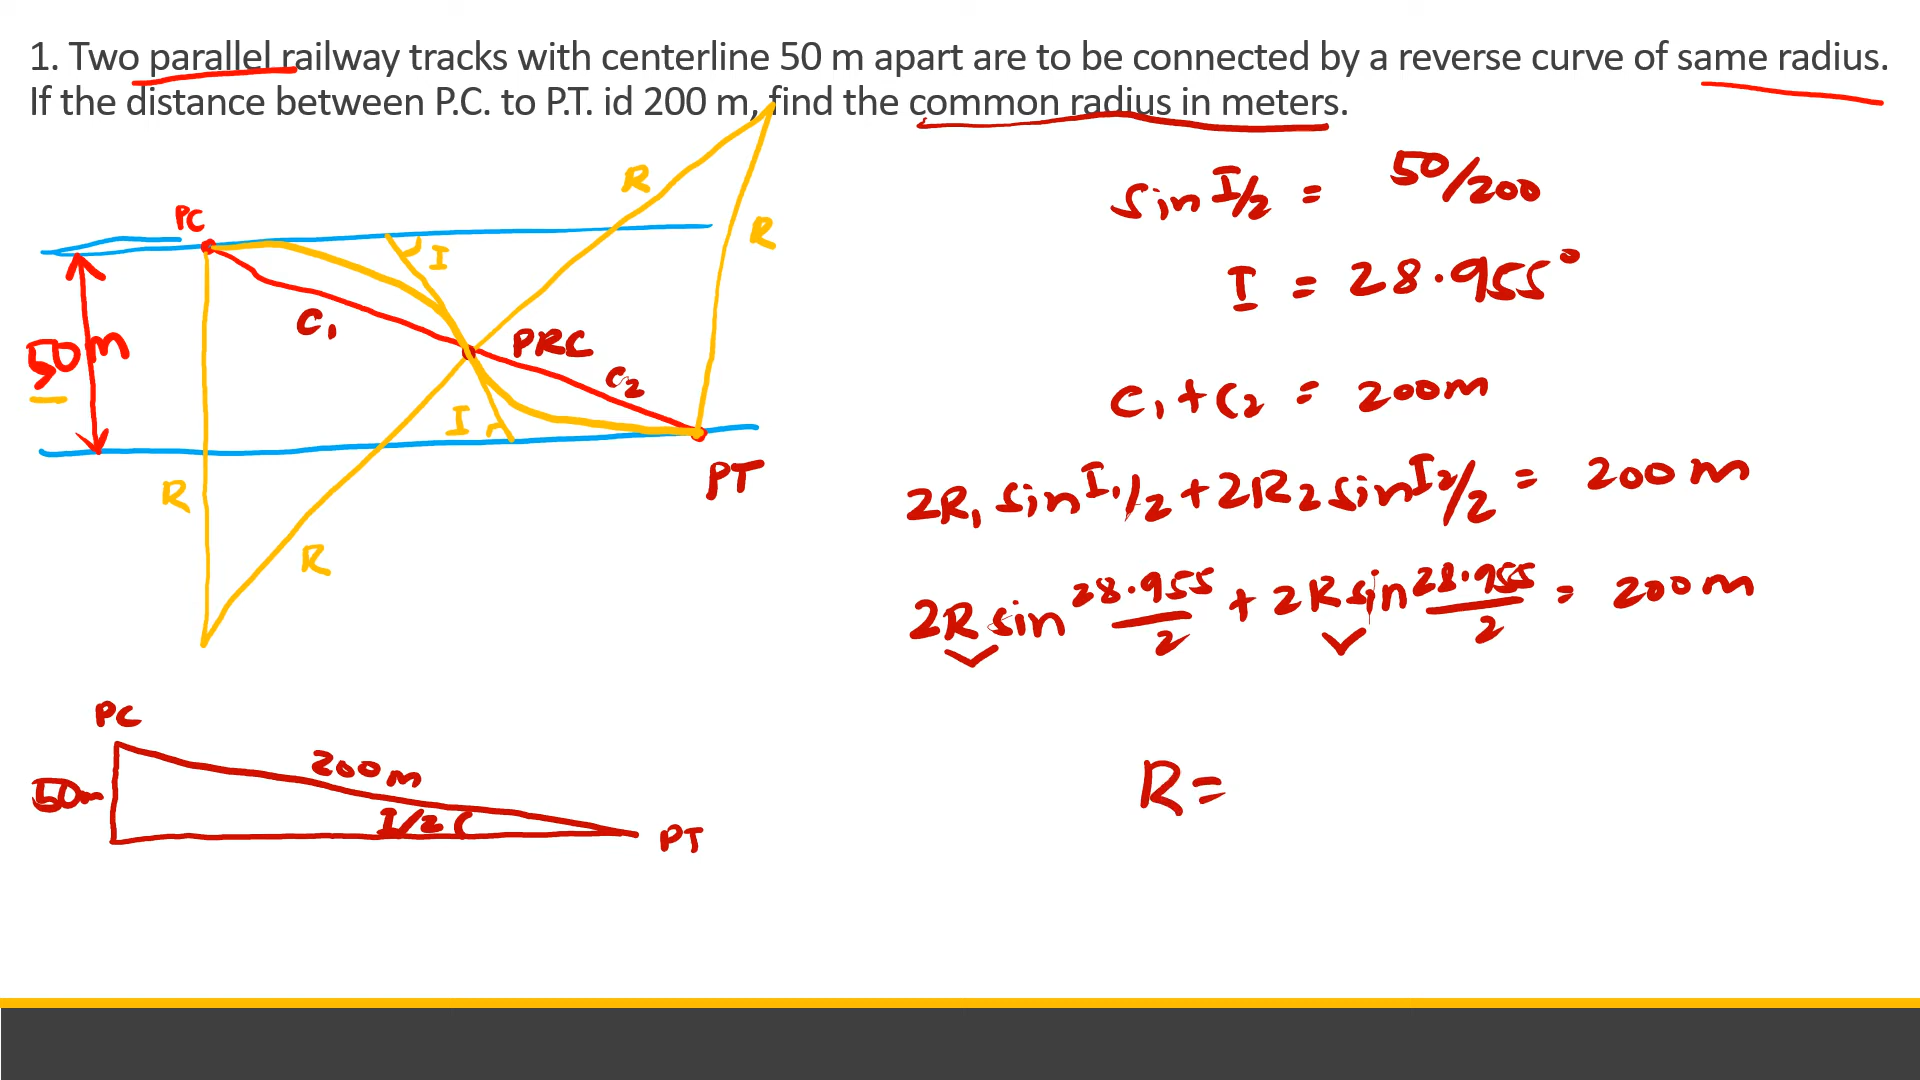 1. Two parallel railway tracks with centerline 50 m apart are to be connected by a reverse curve of same radius.
If the distance between P.C. to P.T. id 200 m, find the common radius in meters.
PC
R
R
I
50 m
C₁
PRC
C₂
I
PT
R
R
sin I/2 = 50/200
I = 28.955°
C₁ + C₂ = 200m
2R₁ sin I₁/2 + 2R2 sin I2/2 = 200 m
2R sin 28.955/2 + 2R sin 28.955/2 = 200 m
R =
PC
200 m
50m
I/2
PT